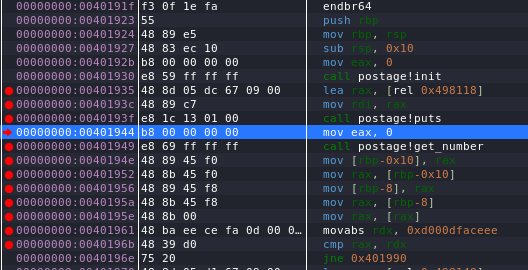 00000000:0040191f f3 0f 1e fa endbr64
00000000:00401923 55 push rbp
00000000:00401924 48 89 e5 mov rbp, rsp
00000000:00401927 48 83 ec 10 sub rsp, 0x10
00000000:0040192b b8 00 00 00 00 mov eax, 0
00000000:00401930 e8 59 ff ff ff call postage!init
00000000:00401935 48 8d 05 dc 67 09 00 lea rax, [rel 0x498118]
00000000:0040193c 48 89 c7 mov rdi, rax
00000000:0040193f e8 1c 13 01 00 call postage!puts
00000000:00401944 b8 00 00 00 00 mov eax, 0
00000000:00401949 e8 69 ff ff ff call postage!get_number
00000000:0040194e 48 89 45 f0 mov [rbp-0x10], rax
00000000:00401952 48 8b 45 f0 mov rax, [rbp-0x10]
00000000:00401956 48 89 45 f8 mov [rbp-8], rax
00000000:0040195a 48 8b 45 f8 mov rax, [rbp-8]
00000000:0040195e 48 8b 00 mov rax, [rax]
00000000:00401961 48 ba ee ce fa 0d 00 0… movabs rdx, 0xd000dfaceee
00000000:0040196b 48 39 d0 cmp rax, rdx
00000000:0040196e 75 20 jne 0x401990